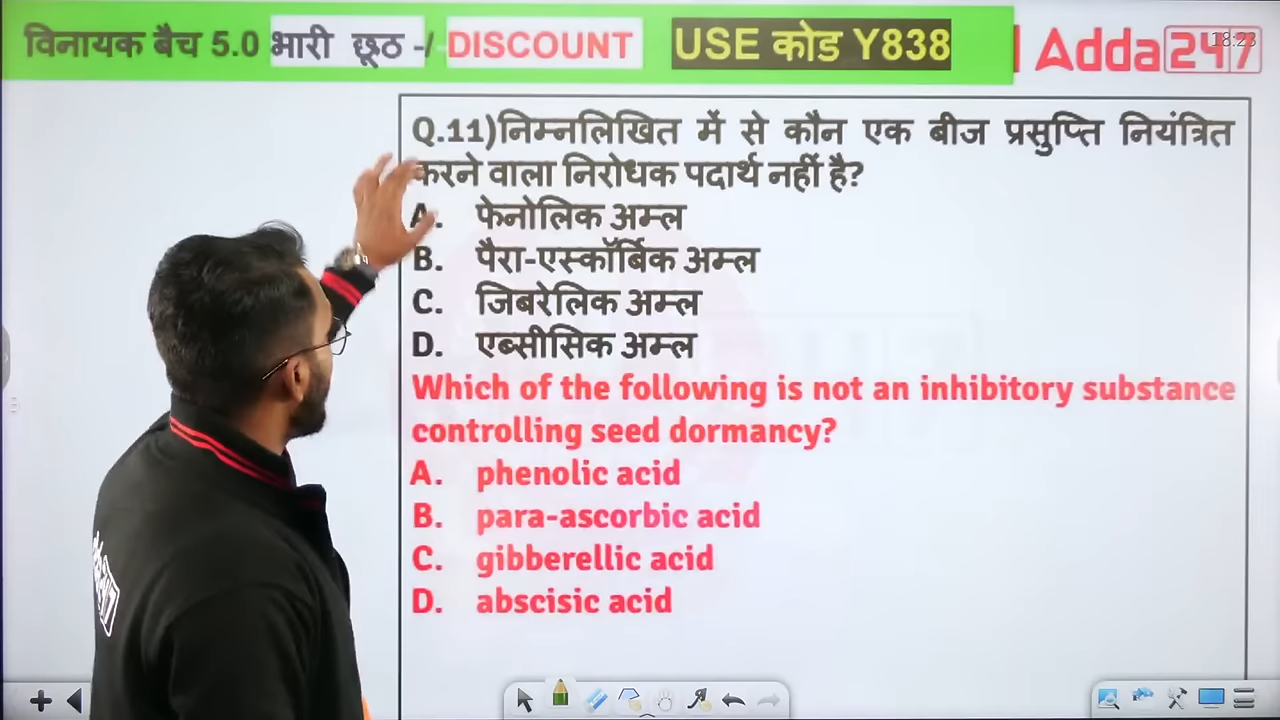 विनायक बैच 5.0 भारी छूठ -/ DISCOUNT USE कोड Y838 Adda247
18:23
Q.11)निम्नलिखित में से कौन एक बीज प्रसुप्ति नियंत्रित
करने वाला निरोधक पदार्थ नहीं है?
A. फेनोलिक अम्ल
B. पैरा-एस्कॉर्बिक अम्ल
C. जिबरेलिक अम्ल
D. एब्सीसिक अम्ल
Which of the following is not an inhibitory substance
controlling seed dormancy?
A. phenolic acid
B. para-ascorbic acid
C. gibberellic acid
D. abscisic acid